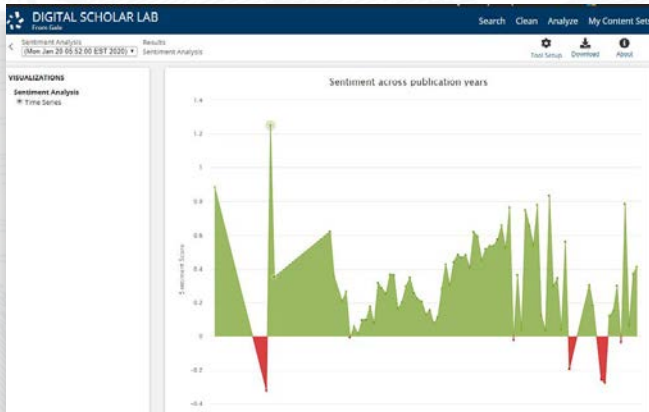 DIGITAL SCHOLAR LAB
From Gale
Search Clean Analyze My Content Sets
Sentiment Analysis
(Mon Jan 20 05:52:00 EST 2020)
Results
Sentiment Analysis
Tool Setup Download About
VISUALIZATIONS
Sentiment Analysis
Time Series
Sentiment across publication years
Sentiment Score
1.4
1.2
1
0.8
0.6
0.4
0.2
0
-0.2
-0.4